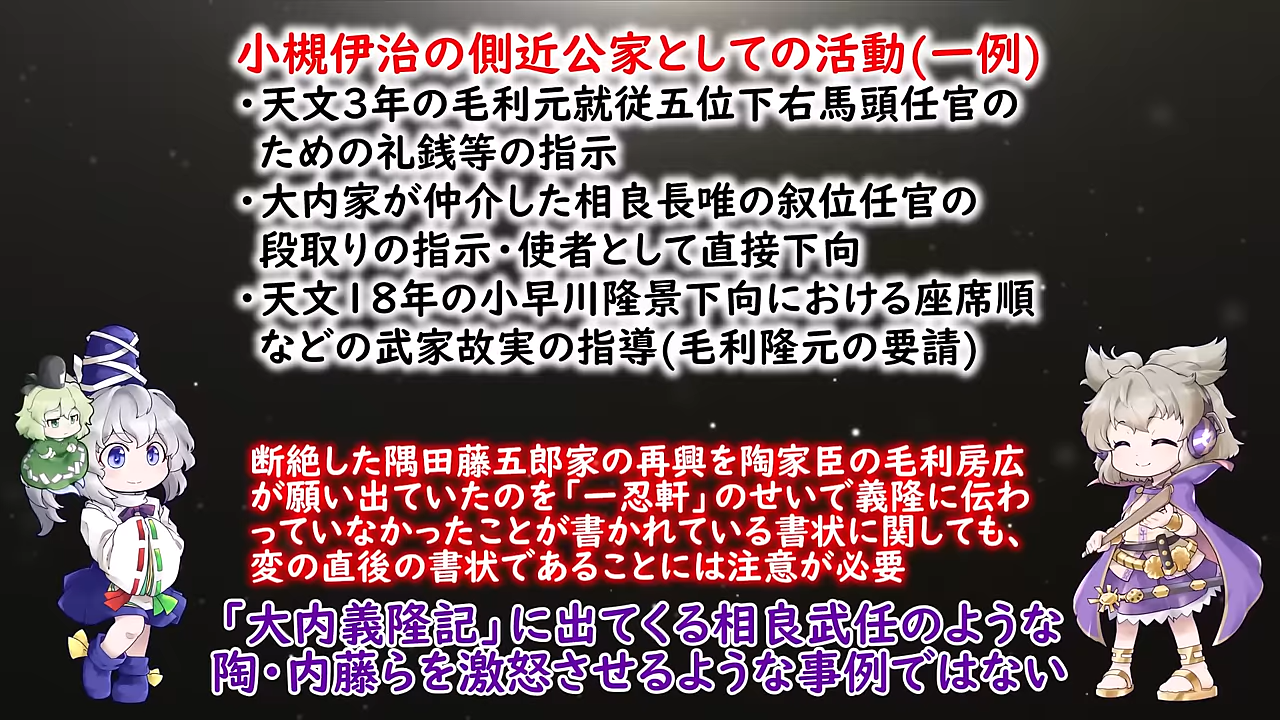 小槻伊治の側近公家としての活動(一例)
・天文3年の毛利元就従五位下右馬頭任官の
ための礼銭等の指示
・大内家が仲介した相良長唯の叙位任官の
段取りの指示・使者として直接下向
・天文18年の小早川隆景下向における座席順
などの武家故実の指導(毛利隆元の要請)
断絶した隅田藤五郎家の再興を陶家臣の毛利房広
が願い出ていたのを「一忍軒」のせいで義隆に伝わ
っていなかったことが書かれている書状に関しても、
変の直後の書状であることには注意が必要
「大内義隆記」に出てくる相良武任のような
陶・内藤らを激怒させるような事例ではない